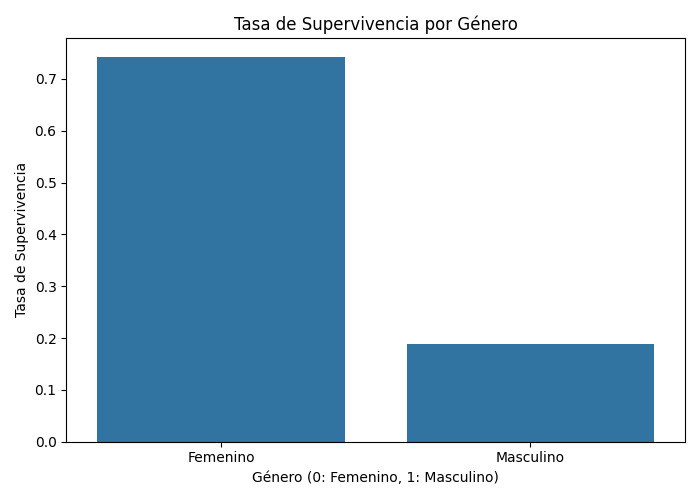 Tasa de Supervivencia por Género
Tasa de Supervivencia
0.7
0.6
0.5
0.4
0.3
0.2
0.1
0.0
Femenino Masculino
Género (0: Femenino, 1: Masculino)